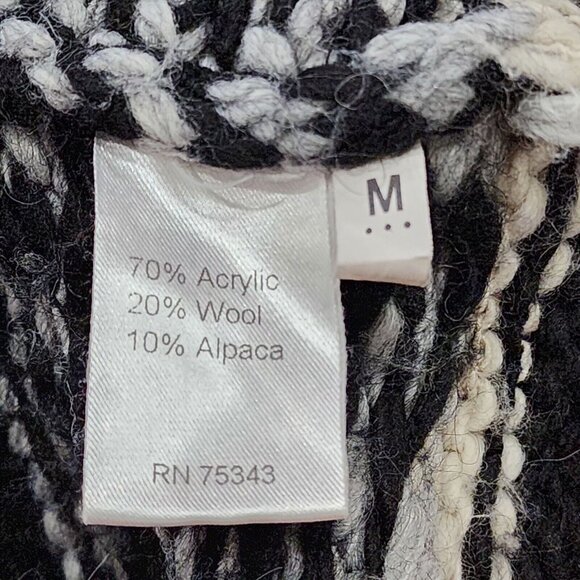 M
...
70% Acrylic
20% Wool
10% Alpaca
RN 75343